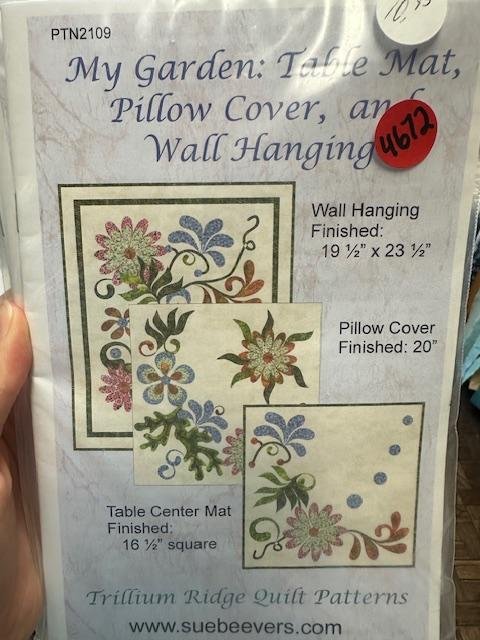 PTN2109
10.95
My Garden: Table Mat,
Pillow Cover, and
Wall Hanging
4672
Wall Hanging
Finished:
19 ½” x 23 ½”
Pillow Cover
Finished: 20”
Table Center Mat
Finished:
16 ½” square
Trillium Ridge Quilt Patterns
www.suebeevers.com